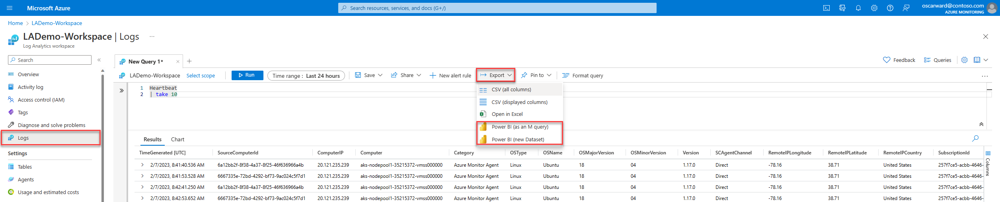 Microsoft Azure
Search resources, services, and docs (G+/)
oscarward@contoso.com
AZURE MONITORING
Home > LADemo-Workspace
LADemo-Workspace | Logs ...
Log Analytics workspace
Search
Overview
Activity log
Access control (IAM)
Tags
Diagnose and solve problems
Logs
Settings
Tables
Agents
Usage and estimated costs
New Query 1*
Feedback Queries
LADemo-Workspace Select scope Run Time range : Last 24 hours Save Share New alert rule Export Pin to Format query ...
1 Heartbeat
2 | take 10
CSV (all columns)
CSV (displayed columns)
Open in Excel
Power BI (as an M query)
Power BI (new Dataset)
Results Chart
TimeGenerated [UTC] SourceComputerId ComputerIP Computer Category OSType OSName OSMajorVersion OSMinorVersion Version SCAgentChannel RemoteIPLongitude RemoteIPLatitude RemoteIPCountry SubscriptionId
2/7/2023, 8:41:40.536 AM 6a12bb2f-8f38-4a37-8f25-46f636966a4b 20.121.235.239 aks-nodepool1-35215372-vmss000000 Azure Monitor Agent Linux Ubuntu 18 04 1.17.0 Direct -78.16 38.71 United States 257f7ce5-acbb-4646-
2/7/2023, 8:41:53.528 AM 6667335e-72bd-4292-bf73-9ac024c5f7d1 20.121.235.239 aks-nodepool1-35215372-vmss000000 Azure Monitor Agent Linux Ubuntu 18 04 1.17.0 Direct -78.16 38.71 United States 257f7ce5-acbb-4646-
2/7/2023, 8:42:41.250 AM 6a12bb2f-8f38-4a37-8f25-46f636966a4b 20.121.235.239 aks-nodepool1-35215372-vmss000000 Azure Monitor Agent Linux Ubuntu 18 04 1.17.0 Direct -78.16 38.71 United States 257f7ce5-acbb-4646-
2/7/2023, 8:42:53.652 AM 6667335e-72bd-4292-bf73-9ac024c5f7d1 20.121.235.239 aks-nodepool1-35215372-vmss000000 Azure Monitor Agent Linux Ubuntu 18 04 1.17.0 Direct -78.16 38.71 United States 257f7ce5-acbb-4646-
Columns